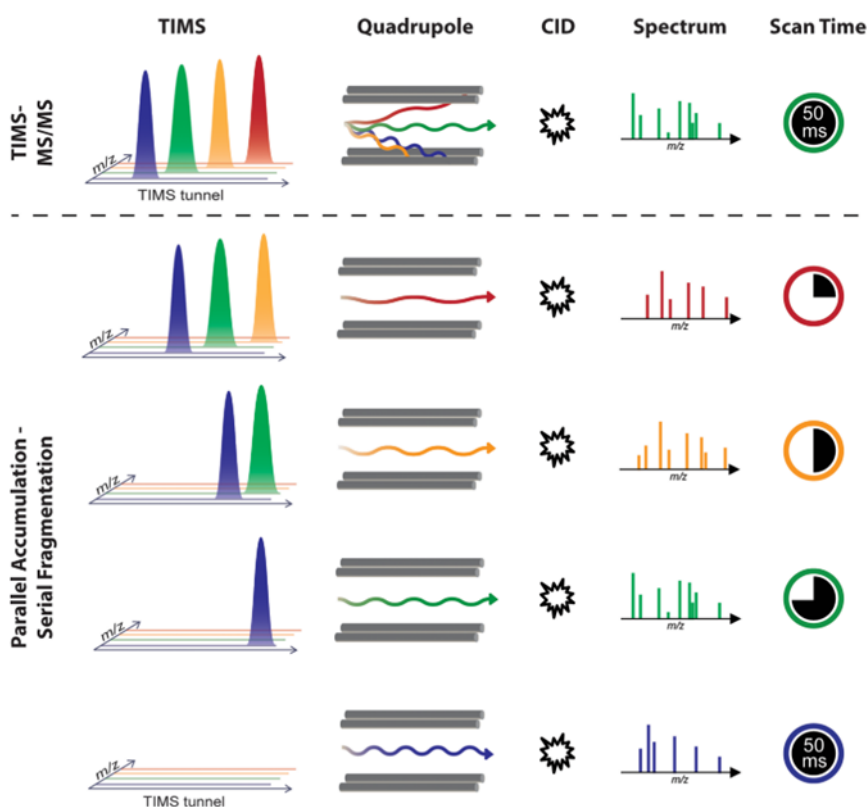 TIMS
Quadrupole
CID
Spectrum
Scan Time
TIMS-
MS/MS
m/z
TIMS tunnel
m/z
50
ms
m/z
m/z
m/z
m/z
Parallel Accumulation -
Serial Fragmentation
m/z
m/z
m/z
m/z
TIMS tunnel
m/z
50
ms